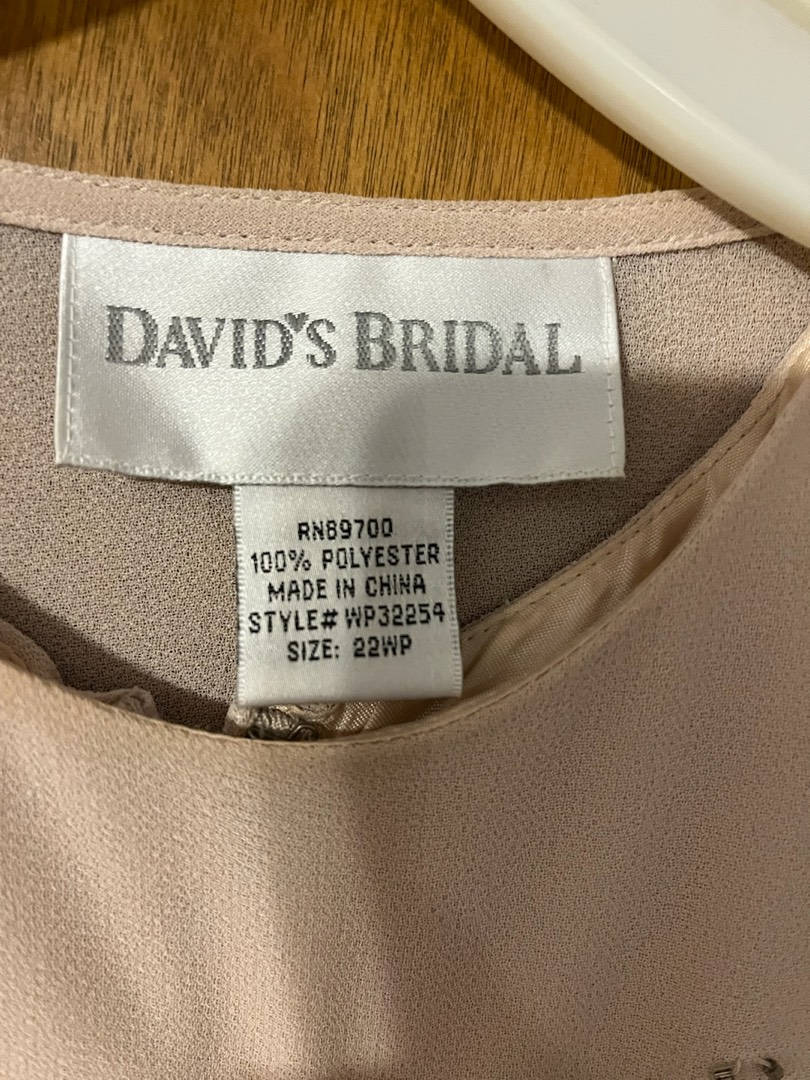 DAVID'S BRIDAL
RN89700
100% POLYESTER
MADE IN CHINA
STYLE# WP32254
SIZE: 22WP